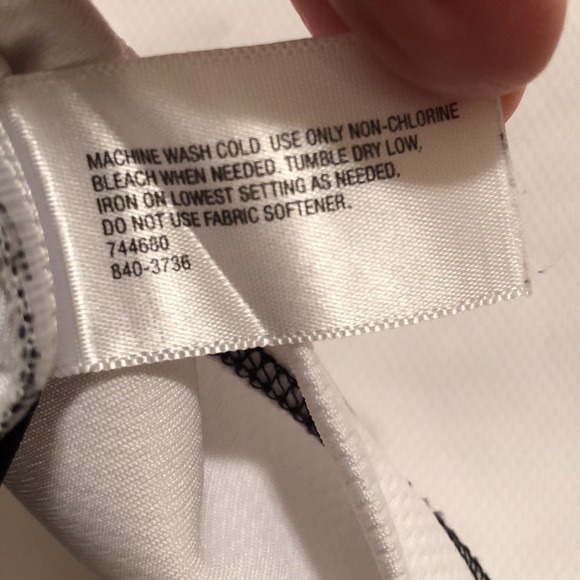 MACHINE WASH COLD. USE ONLY NON-CHLORINE
BLEACH WHEN NEEDED. TUMBLE DRY LOW,
IRON ON LOWEST SETTING AS NEEDED.
DO NOT USE FABRIC SOFTENER.
744680
840-3736